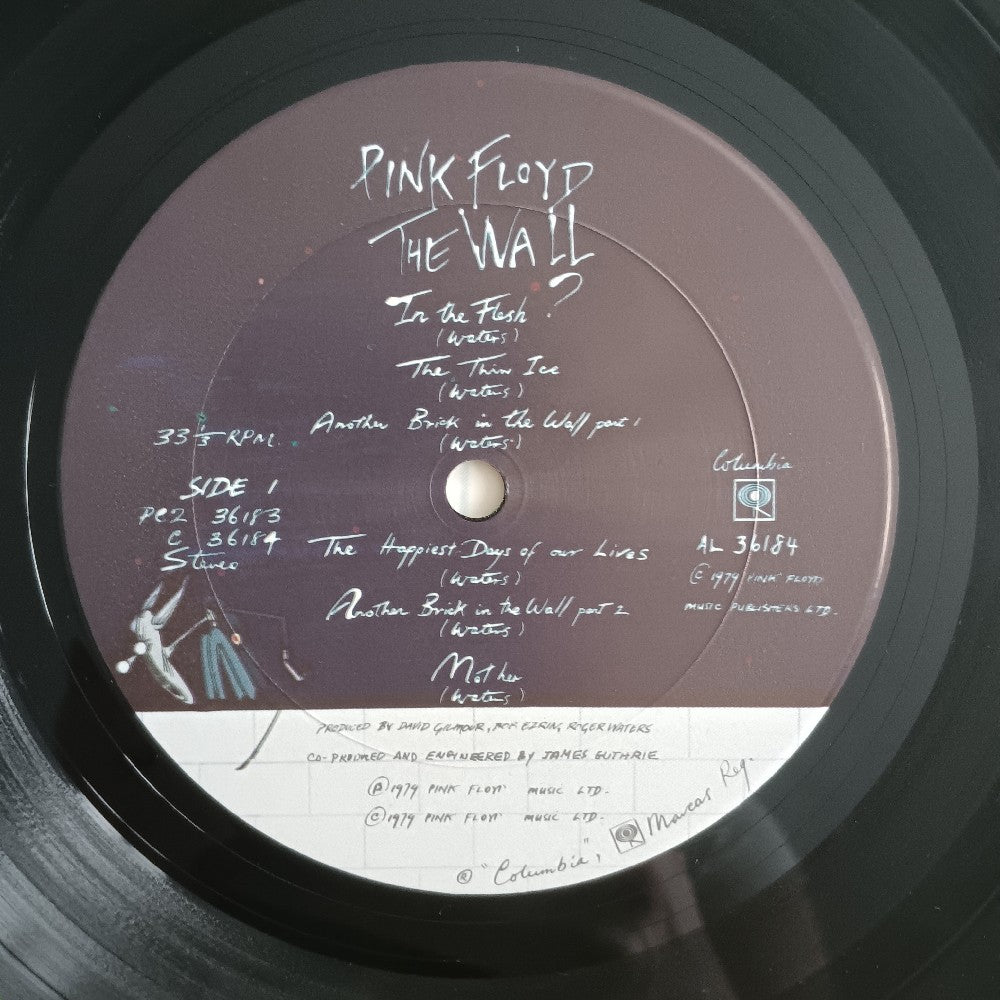 PINK FLOYD
THE WALL
In the Flesh?
(Waters)
The Thin Ice
(Waters)
Another Brick in the Wall part 1
(Waters)
33 1/3 RPM.
SIDE 1
PC2 36183
C 36184
Stereo
Columbia
AL 36184
© 1979 PINK FLOYD
MUSIC PUBLISHERS LTD.
The Happiest Days of our Lives
(Waters)
Another Brick in the Wall part 2
(Waters)
Mother
(Waters)
PRODUCED BY DAVID GILMOUR, BOB EZRIN, ROGER WATERS
CO-PRODUCED AND ENGINEERED BY JAMES GUTHRIE
℗ 1979 PINK FLOYD MUSIC LTD.
© 1979 PINK FLOYD MUSIC LTD.
® "Columbia", Marcas Reg.